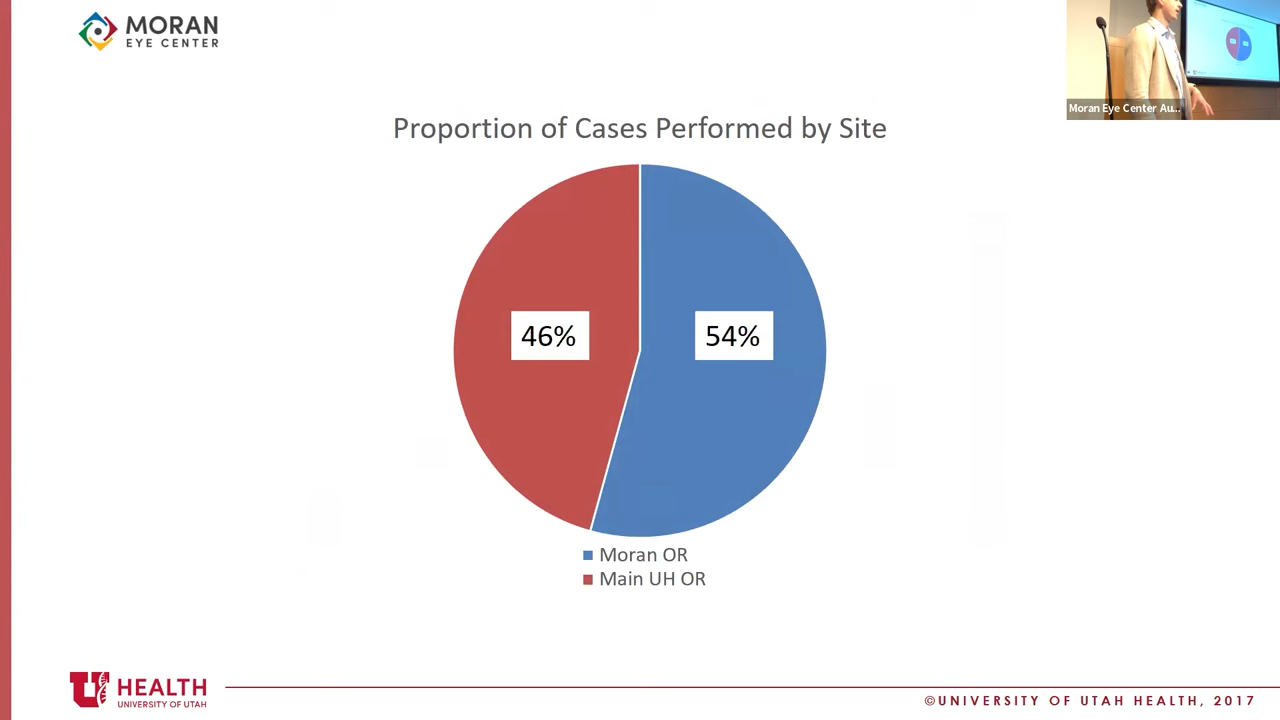 MORAN
EYE CENTER
Moran Eye Center Au...
Proportion of Cases Performed by Site
46%
54%
Moran OR
Main UH OR
U HEALTH
UNIVERSITY OF UTAH
©UNIVERSITY OF UTAH HEALTH, 2017